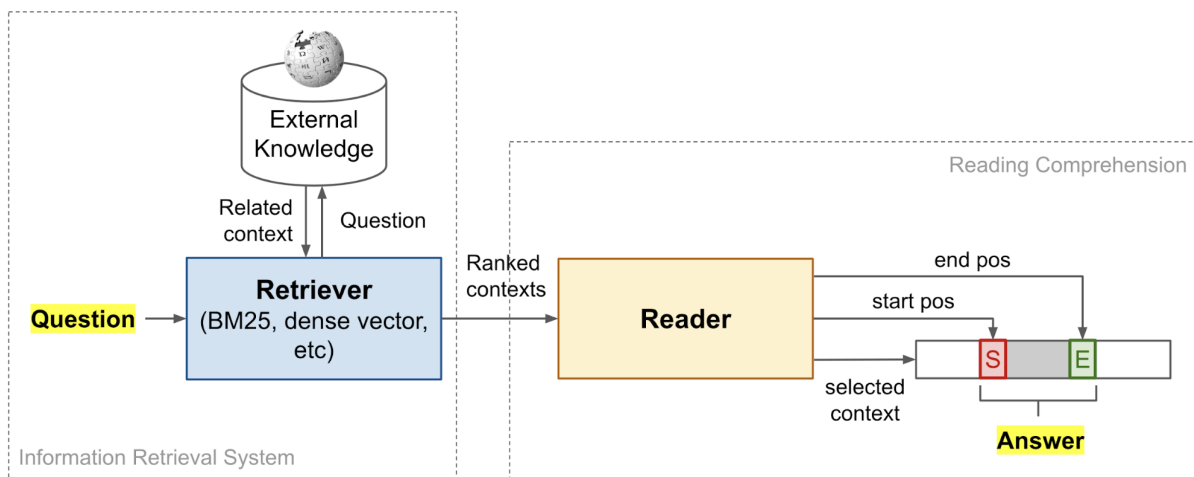 External
Knowledge
Related
context
Question
Retriever
(BM25, dense vector,
etc)
Question
Information Retrieval System
Ranked
contexts
Reading Comprehension
Reader
end pos
start pos
S
E
selected
context
Answer